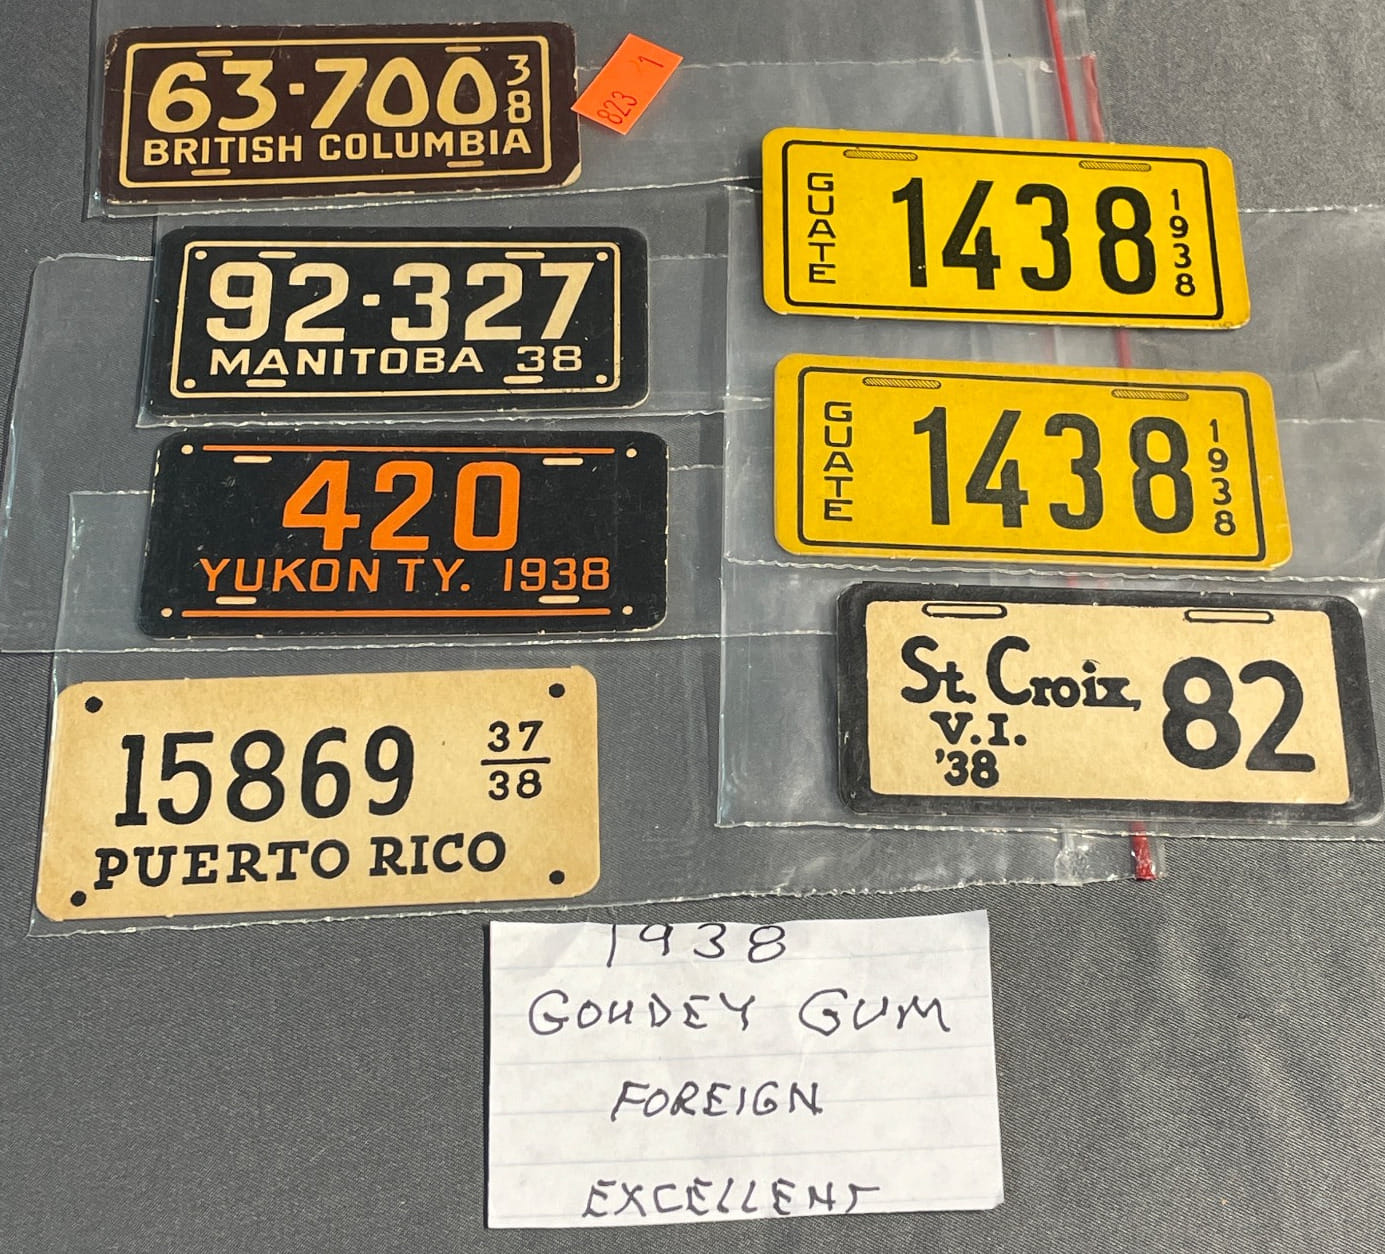 63·700 38
BRITISH COLUMBIA
823 1
92·327
MANITOBA 38
420
YUKON TY. 1938
15869 37/38
PUERTO RICO
GUATE 1438 1938
GUATE 1438 1938
St. Croix, 82
V.I.
'38
1938
GOUDEY GUM
FOREIGN
EXCELLENT